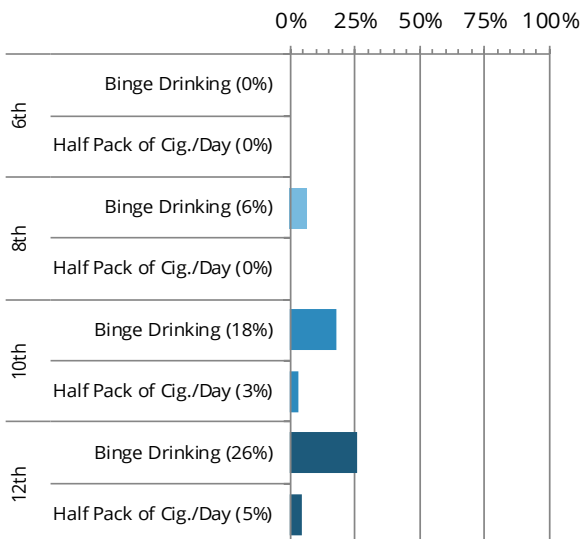 0% 25% 50% 75% 100%
6th
Binge Drinking (0%)
Half Pack of Cig./Day (0%)
8th
Binge Drinking (6%)
Half Pack of Cig./Day (0%)
10th
Binge Drinking (18%)
Half Pack of Cig./Day (3%)
12th
Binge Drinking (26%)
Half Pack of Cig./Day (5%)